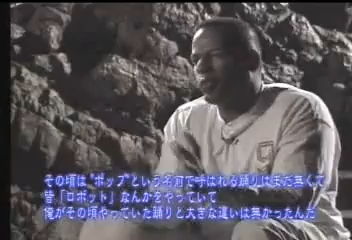 その頃は"ポップ"という名前で呼ばれる踊りはまだ無くて
皆「ロボット」なんかをやっていて
俺がその頃やっていた踊りと大きな違いは無かったんだ